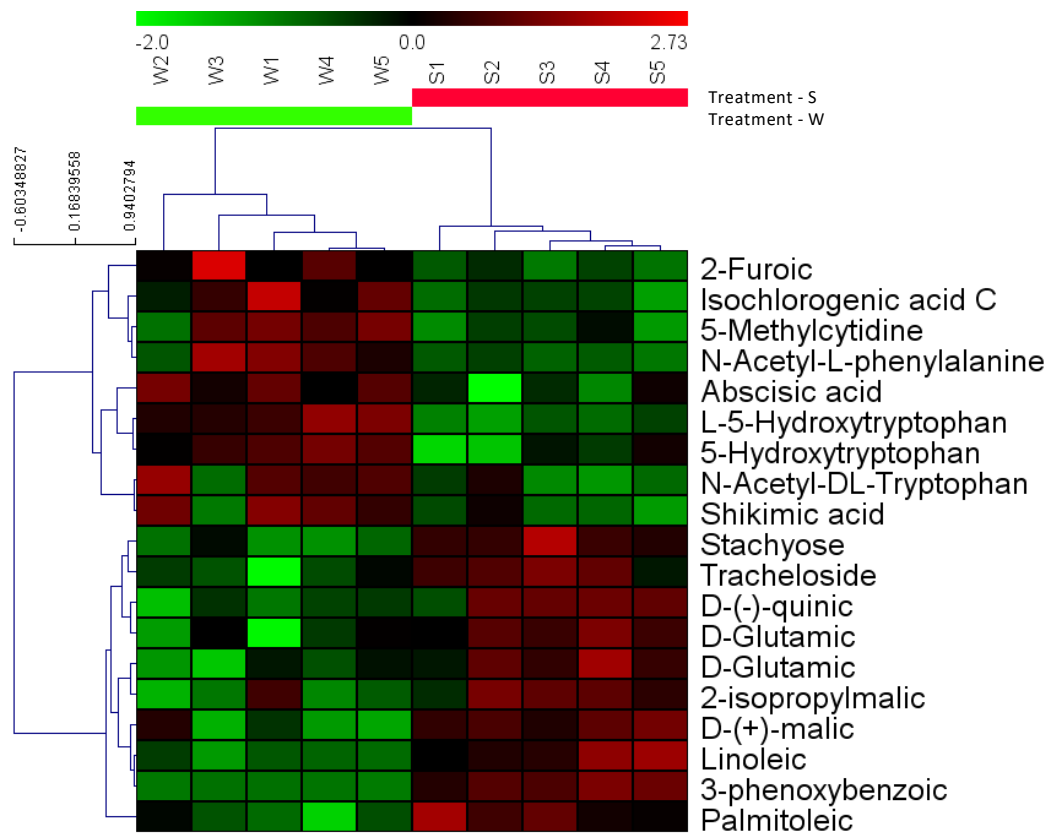 -2.0 0.0 2.73
W2 W3 W1 W4 W5 S1 S2 S3 S4 S5
Treatment - S
Treatment - W
-0.60348827
0.16839558
0.9402794
2-Furoic
Isochlorogenic acid C
5-Methylcytidine
N-Acetyl-L-phenylalanine
Abscisic acid
L-5-Hydroxytryptophan
5-Hydroxytryptophan
N-Acetyl-DL-Tryptophan
Shikimic acid
Stachyose
Tracheloside
D-(-)-quinic
D-Glutamic
D-Glutamic
2-isopropylmalic
D-(+)-malic
Linoleic
3-phenoxybenzoic
Palmitoleic